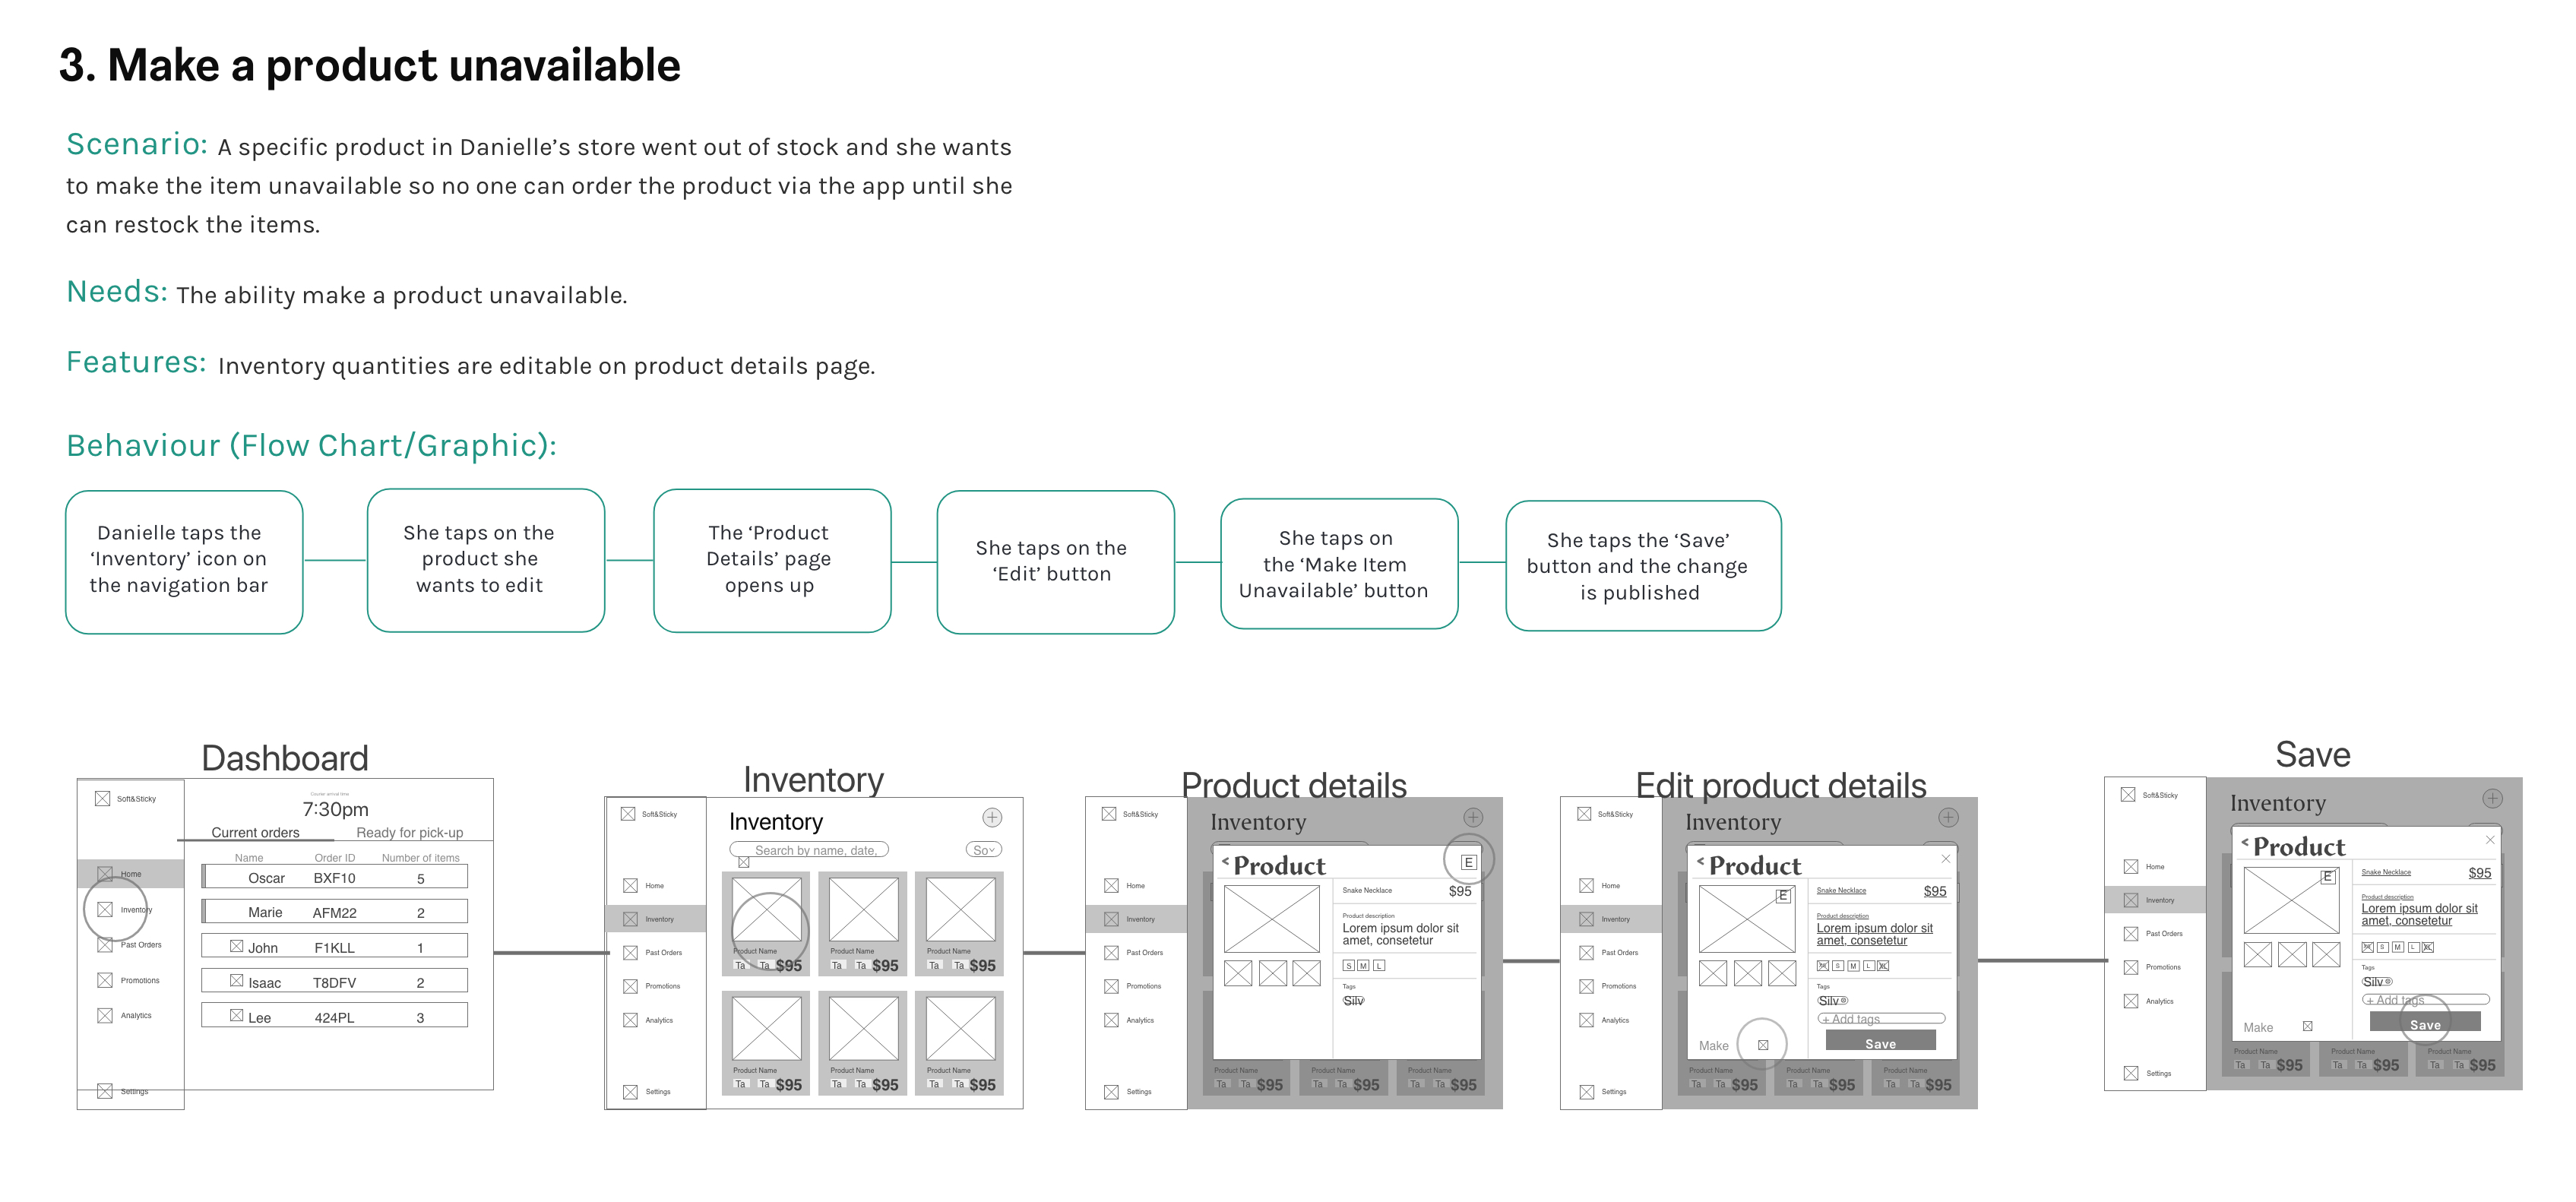 3. Make a product unavailable
Scenario: A specific product in Danielle’s store went out of stock and she wants
to make the item unavailable so no one can order the product via the app until she
can restock the items.
Needs: The ability make a product unavailable.
Features: Inventory quantities are editable on product details page.
Behaviour (Flow Chart/Graphic):
Danielle taps the
‘Inventory’ icon on
the navigation bar
She taps on the
product she
wants to edit
The ‘Product
Details’ page
opens up
She taps on the
‘Edit’ button
She taps on
the ‘Make Item
Unavailable’ button
She taps the ‘Save’
button and the change
is published
Dashboard
Soft&Sticky
Home
Inventory
Past Orders
Promotions
Analytics
Settings
Courier arrival time
7:30pm
Current orders
Ready for pick-up
Name Order ID Number of items
Oscar BXF10 5
Marie AFM22 2
John F1KLL 1
Isaac T8DFV 2
Lee 424PL 3
Inventory
Soft&Sticky
Home
Inventory
Past Orders
Promotions
Analytics
Settings
Inventory
Search by name, date,
So
Product Name
Ta Ta $95
Product Name
Ta Ta $95
Product Name
Ta Ta $95
Product Name
Ta Ta $95
Product Name
Ta Ta $95
Product Name
Ta Ta $95
Product details
Soft&Sticky
Home
Inventory
Past Orders
Promotions
Analytics
Settings
Inventory
< Product
E
Snake Necklace $95
Product description
Lorem ipsum dolor sit
amet, consetetur
S M L
Tags
Silv
Product Name
Ta Ta $95
Product Name
Ta Ta $95
Product Name
Ta Ta $95
Edit product details
Soft&Sticky
Home
Inventory
Past Orders
Promotions
Analytics
Settings
Inventory
< Product
E
Snake Necklace $95
Product description
Lorem ipsum dolor sit
amet, consetetur
S M L
Tags
Silv
+ Add tags
Make
Save
Product Name
Ta Ta $95
Product Name
Ta Ta $95
Product Name
Ta Ta $95
Save
Soft&Sticky
Home
Inventory
Past Orders
Promotions
Analytics
Settings
Inventory
< Product
E
Snake Necklace $95
Product description
Lorem ipsum dolor sit
amet, consetetur
S M L
Tags
Silv
+ Add tags
Make
Save
Product Name
Ta Ta $95
Product Name
Ta Ta $95
Product Name
Ta Ta $95